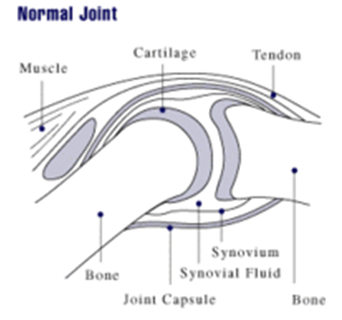 Normal Joint
Cartilage
Tendon
Muscle
Synovium
Bone
Synovial Fluid
Joint Capsule
Bone